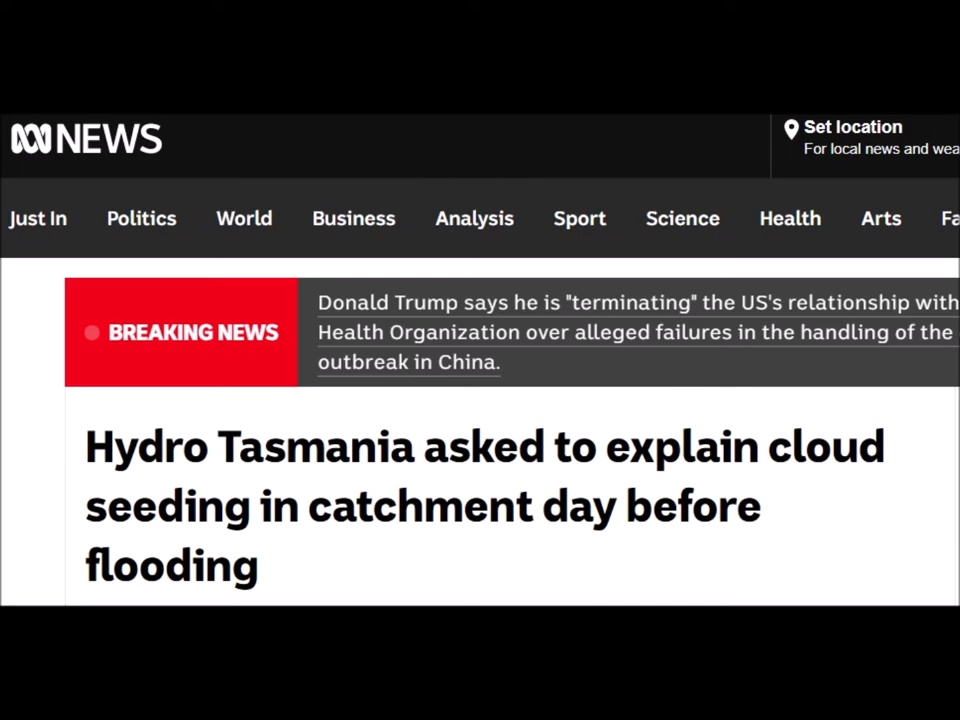 NEWS
Set location
For local news and wea
Just In Politics World Business Analysis Sport Science Health Arts Fa
BREAKING NEWS
Donald Trump says he is "terminating" the US's relationship with
Health Organization over alleged failures in the handling of the
outbreak in China.
Hydro Tasmania asked to explain cloud
seeding in catchment day before
flooding